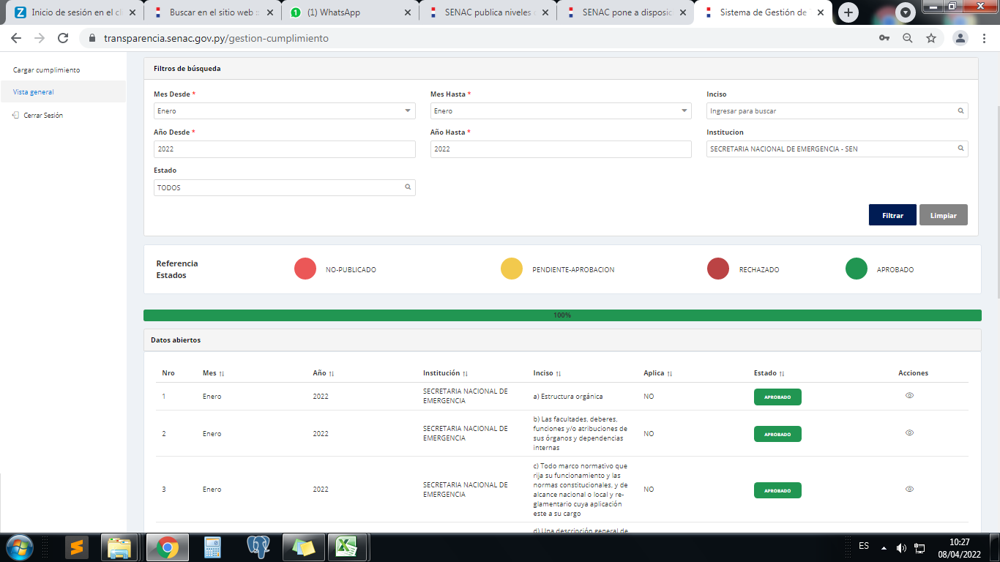 Inicio de sesión en el cl
Buscar en el sitio web
(1) WhatsApp
SENAC publica niveles
SENAC pone a disposic
Sistema de Gestión de
transparencia.senac.gov.py/gestion-cumplimiento
Cargar cumplimiento
Vista general
Cerrar Sesión
Filtros de búsqueda
Mes Desde *
Mes Hasta *
Inciso
Enero
Enero
Ingresar para buscar
Año Desde *
Año Hasta *
Institucion
2022
2022
SECRETARIA NACIONAL DE EMERGENCIA - SEN
Estado
TODOS
Filtrar
Limpiar
Referencia
Estados
NO-PUBLICADO
PENDIENTE-APROBACION
RECHAZADO
APROBADO
100%
Datos abiertos
Nro Mes Año Institución Inciso Aplica Estado Acciones
1 Enero 2022
SECRETARIA NACIONAL DE
EMERGENCIA
a) Estructura orgánica
NO
APROBADO
2 Enero 2022
SECRETARIA NACIONAL DE
EMERGENCIA
b) Las facultades, deberes,
funciones y/o atribuciones de
sus órganos y dependencias
internas
NO
APROBADO
3 Enero 2022
SECRETARIA NACIONAL DE
EMERGENCIA
c) Todo marco normativo que
rija su funcionamiento y las
normas constitucionales, y de
alcance nacional o local y re-
glamentario cuya aplicación
este a su cargo
NO
APROBADO
d) Una descripción general de
ES
10:27
08/04/2022